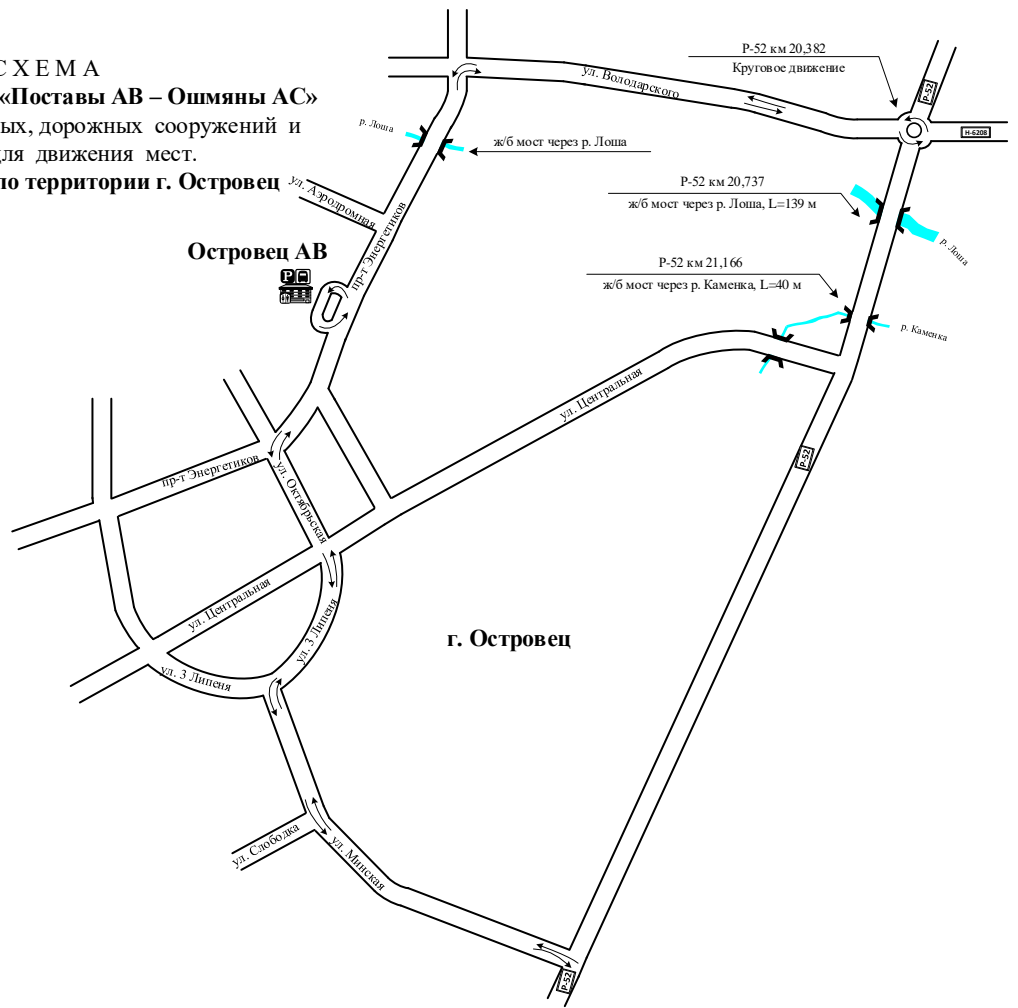 СХЕМА
«Поставы АВ – Ошмяны АС»
ых, дорожных сооружений и
для движения мест.
по территории г. Островец
Р-52 км 20,382
Круговое движение
ул. Володарского
Р-52
Н-6208
р. Лоша
ж/б мост через р. Лоша
ул. Аэродромная
пр-т Энергетиков
Р-52 км 20,737
ж/б мост через р. Лоша, L=139 м
р. Лоша
Островец АВ
P
Р-52 км 21,166
ж/б мост через р. Каменка, L=40 м
р. Каменка
ул. Центральная
Р-52
пр-т Энергетиков
ул. Октябрьская
ул. Центральная
ул. 3 Липеня
ул. 3 Липеня
г. Островец
ул. Слободка
ул. Минская
Р-52